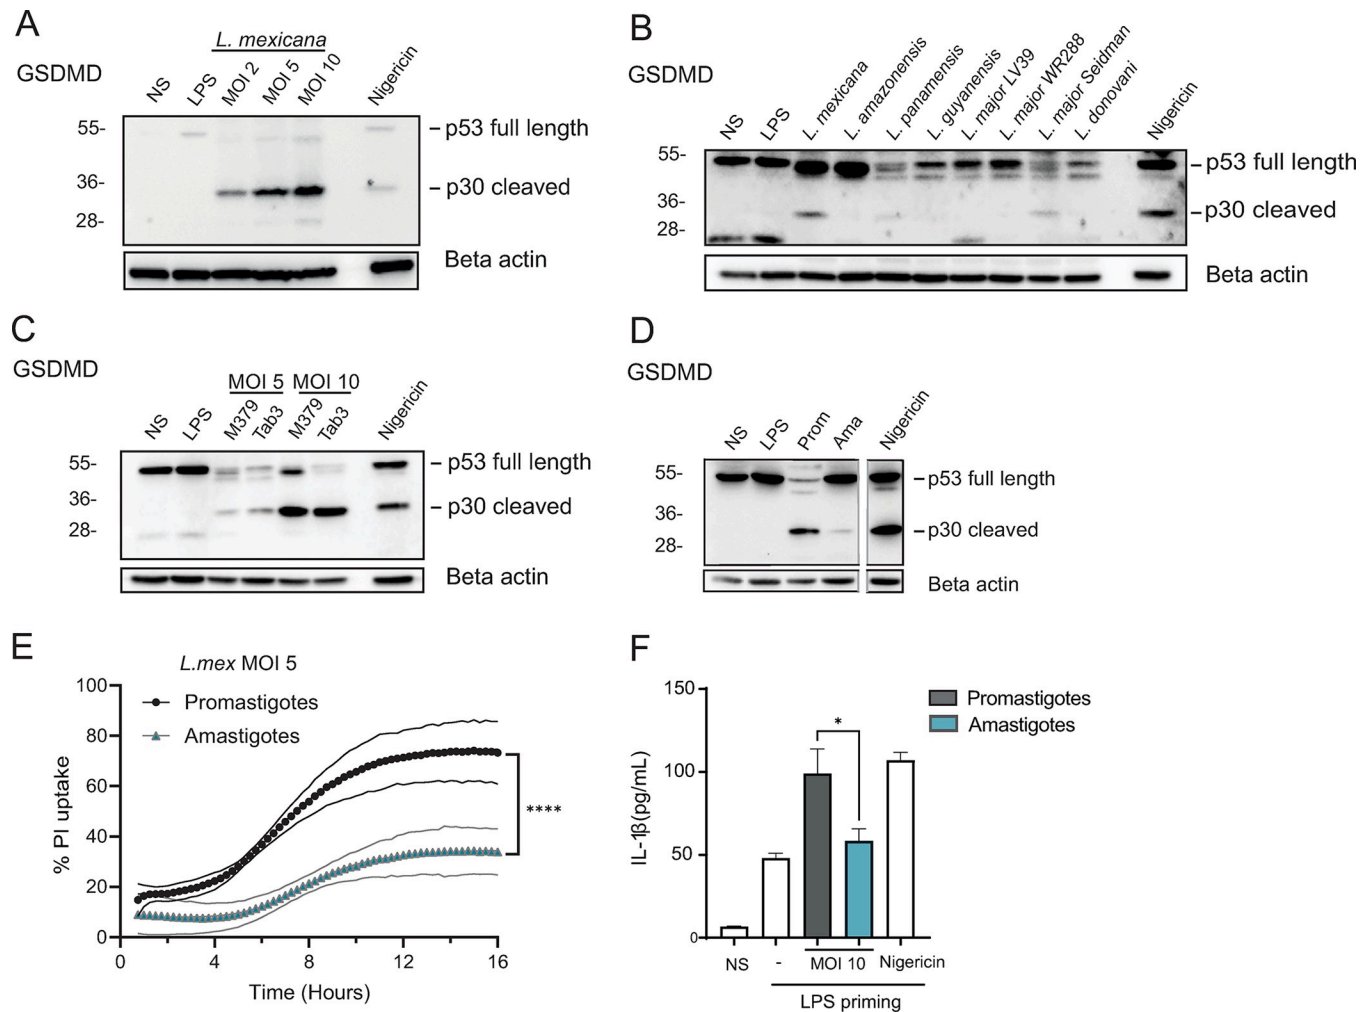 A
GSDMD
L. mexicana
NS
LPS
MOI 2
MOI 5
MOI 10
Nigericin
55-
36-
28-
p53 full length
p30 cleaved
Beta actin
B
GSDMD
NS
LPS
L. mexicana
L. amazonensis
L. panamensis
L. guyanensis
L. major LV39
L. major WR288
L. major Seidman
L. donovani
Nigericin
55-
36-
28-
p53 full length
p30 cleaved
Beta actin
C
GSDMD
MOI 5
MOI 10
NS
LPS
M379
Tab3
M379
Tab3
Nigericin
55-
36-
28-
p53 full length
p30 cleaved
Beta actin
D
GSDMD
NS
LPS
Prom
Ama
Nigericin
55-
36-
28-
p53 full length
p30 cleaved
Beta actin
E
L.mex MOI 5
Promastigotes
Amastigotes
% PI uptake
100
80
60
40
20
0
****
0 4 8 12 16
Time (Hours)
F
Promastigotes
Amastigotes
IL-1β(pg/mL)
150
100
50
0
*
NS - MOI 10 Nigericin
LPS priming